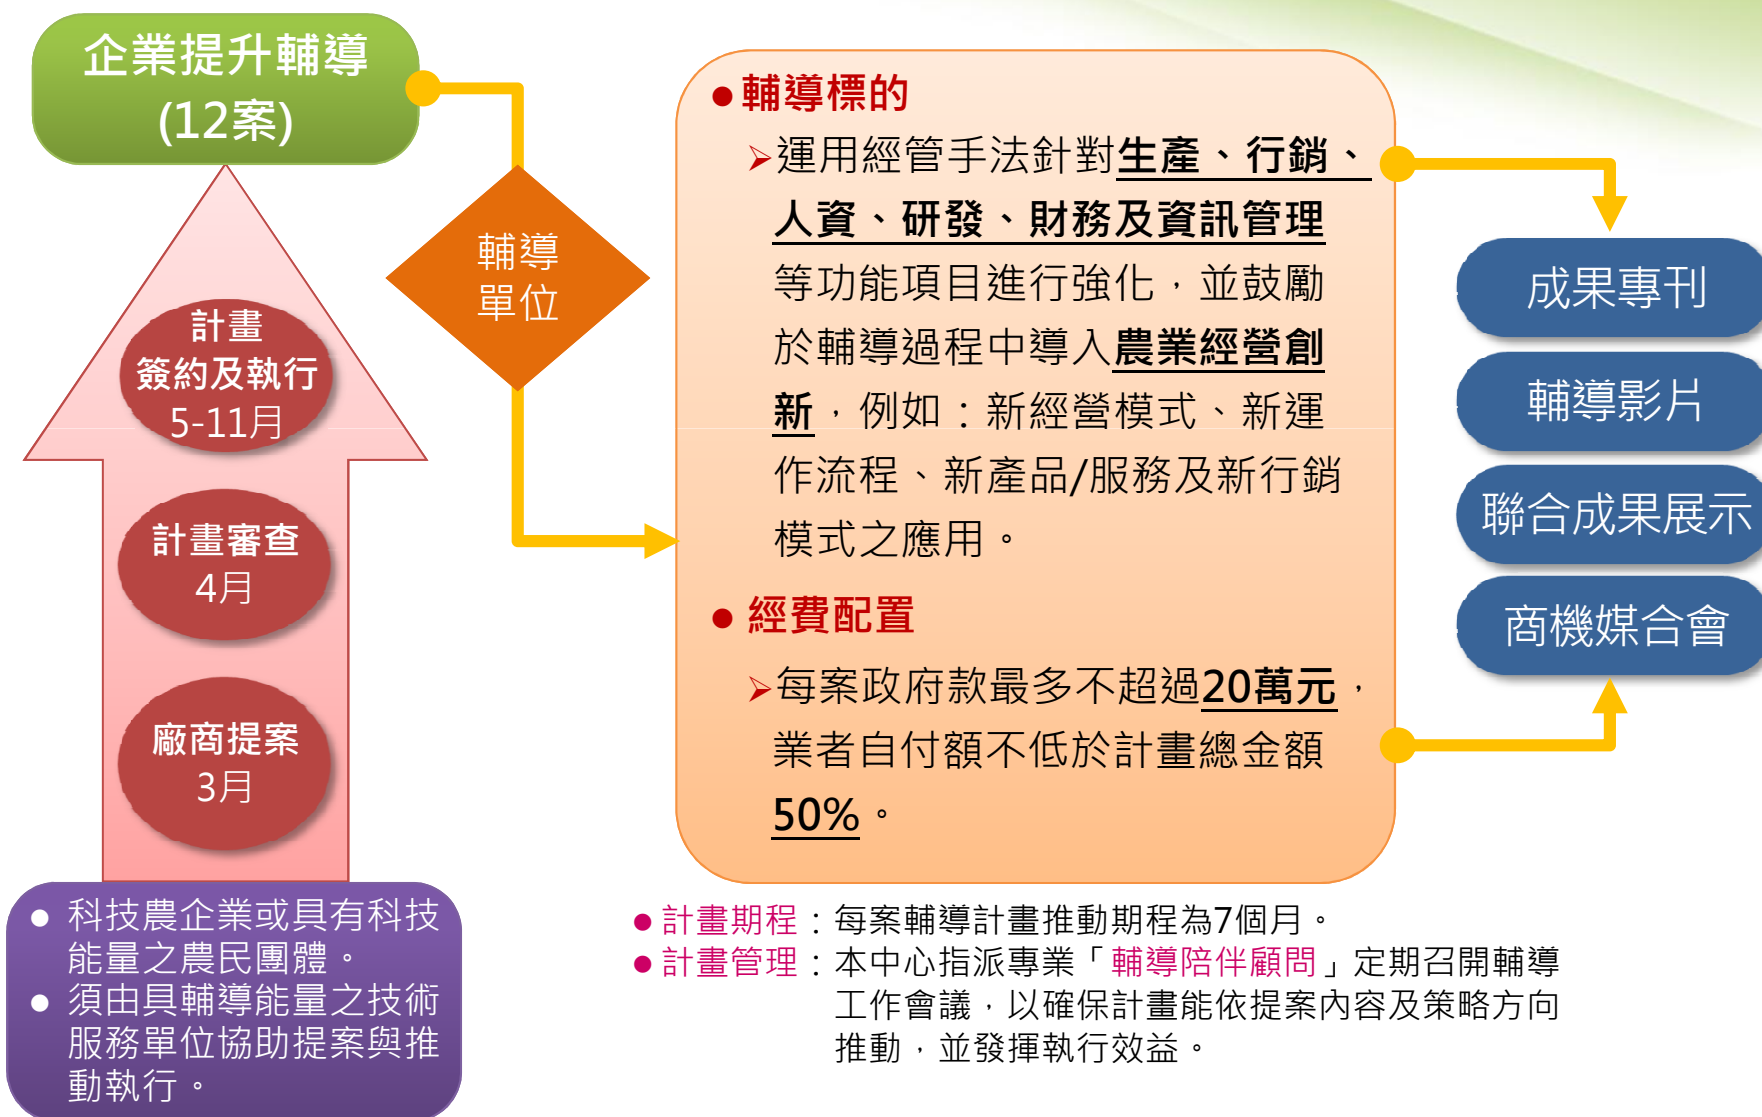 企業提升輔導
(12案)
計畫
簽約及執行
5-11月
計畫審查
4月
廠商提案
3月
● 科技農企業或具有科技
能量之農民團體。
● 須由具輔導能量之技術
服務單位協助提案與推
動執行。
輔導
單位
●輔導標的
➢運用經管手法針對生產、行銷、
人資、研發、財務及資訊管理
等功能項目進行強化，並鼓勵
於輔導過程中導入農業經營創
新，例如：新經營模式、新運
作流程、新產品/服務及新行銷
模式之應用。
● 經費配置
➢每案政府款最多不超過20萬元，
業者自付額不低於計畫總金額
50%。
●計畫期程：每案輔導計畫推動期程為7個月。
●計畫管理：本中心指派專業「輔導陪伴顧問」定期召開輔導
工作會議，以確保計畫能依提案內容及策略方向
推動，並發揮執行效益。
成果專刊
輔導影片
聯合成果展示
商機媒合會